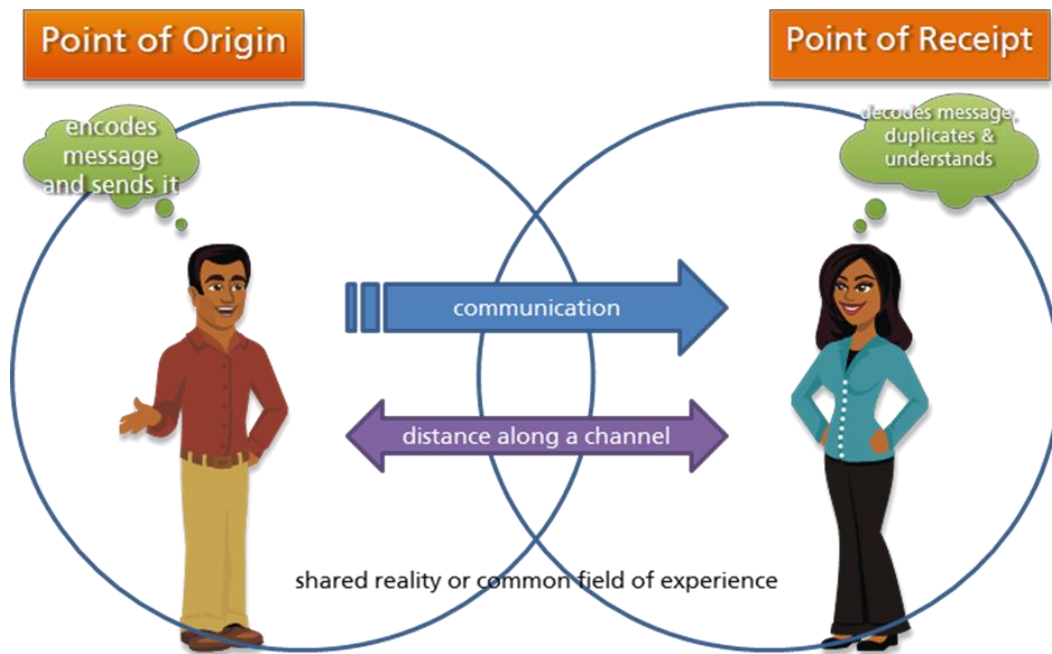 Point of Origin
Point of Receipt
encodes
message
and sends it
decodes message,
duplicates &
understands
communication
distance along a channel
shared reality or common field of experience